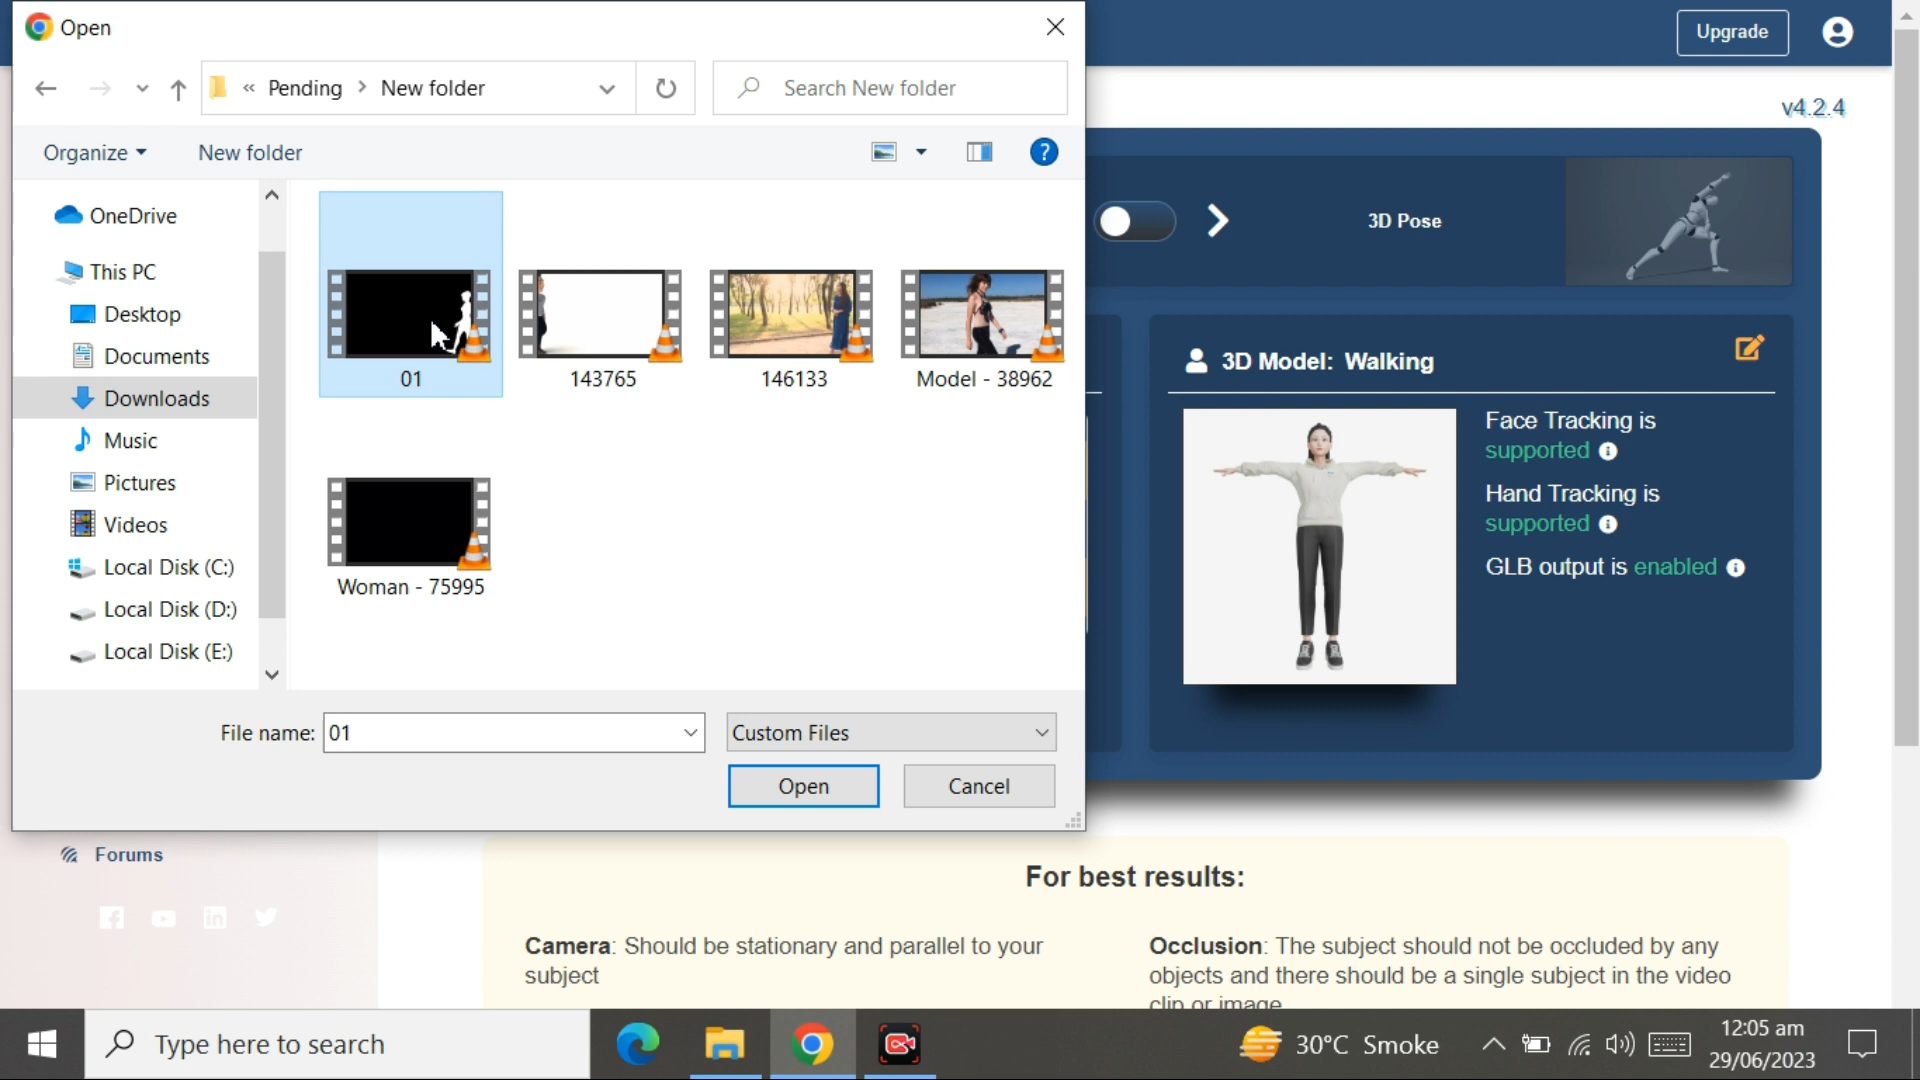 Open
Upgrade
« Pending > New folder
Search New folder
v4.2.4
Organize
New folder
OneDrive
This PC
Desktop
Documents
Downloads
Music
Pictures
Videos
Local Disk (C:)
Local Disk (D:)
Local Disk (E:)
01
143765
146133
Model - 38962
Woman - 75995
File name: 01
Custom Files
Open
Cancel
3D Pose
3D Model: Walking
Face Tracking is
supported
Hand Tracking is
supported
GLB output is enabled
Forums
For best results:
Camera: Should be stationary and parallel to your
subject
Occlusion: The subject should not be occluded by any
objects and there should be a single subject in the video
clip or image
Type here to search
30°C Smoke
12:05 am
29/06/2023